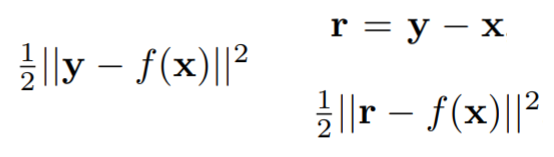 ½||y − f(x)||²
r = y − x
½||r − f(x)||²